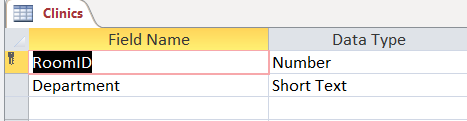 Clinics
Field Name Data Type
RoomID Number
Department Short Text